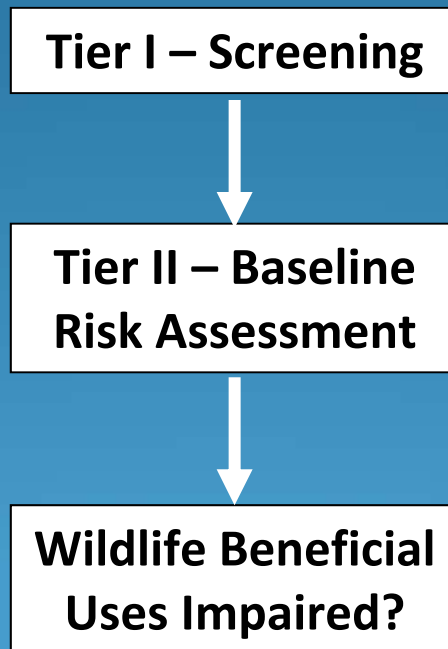 Tier I – Screening
Tier II – Baseline
Risk Assessment
Wildlife Beneficial
Uses Impaired?